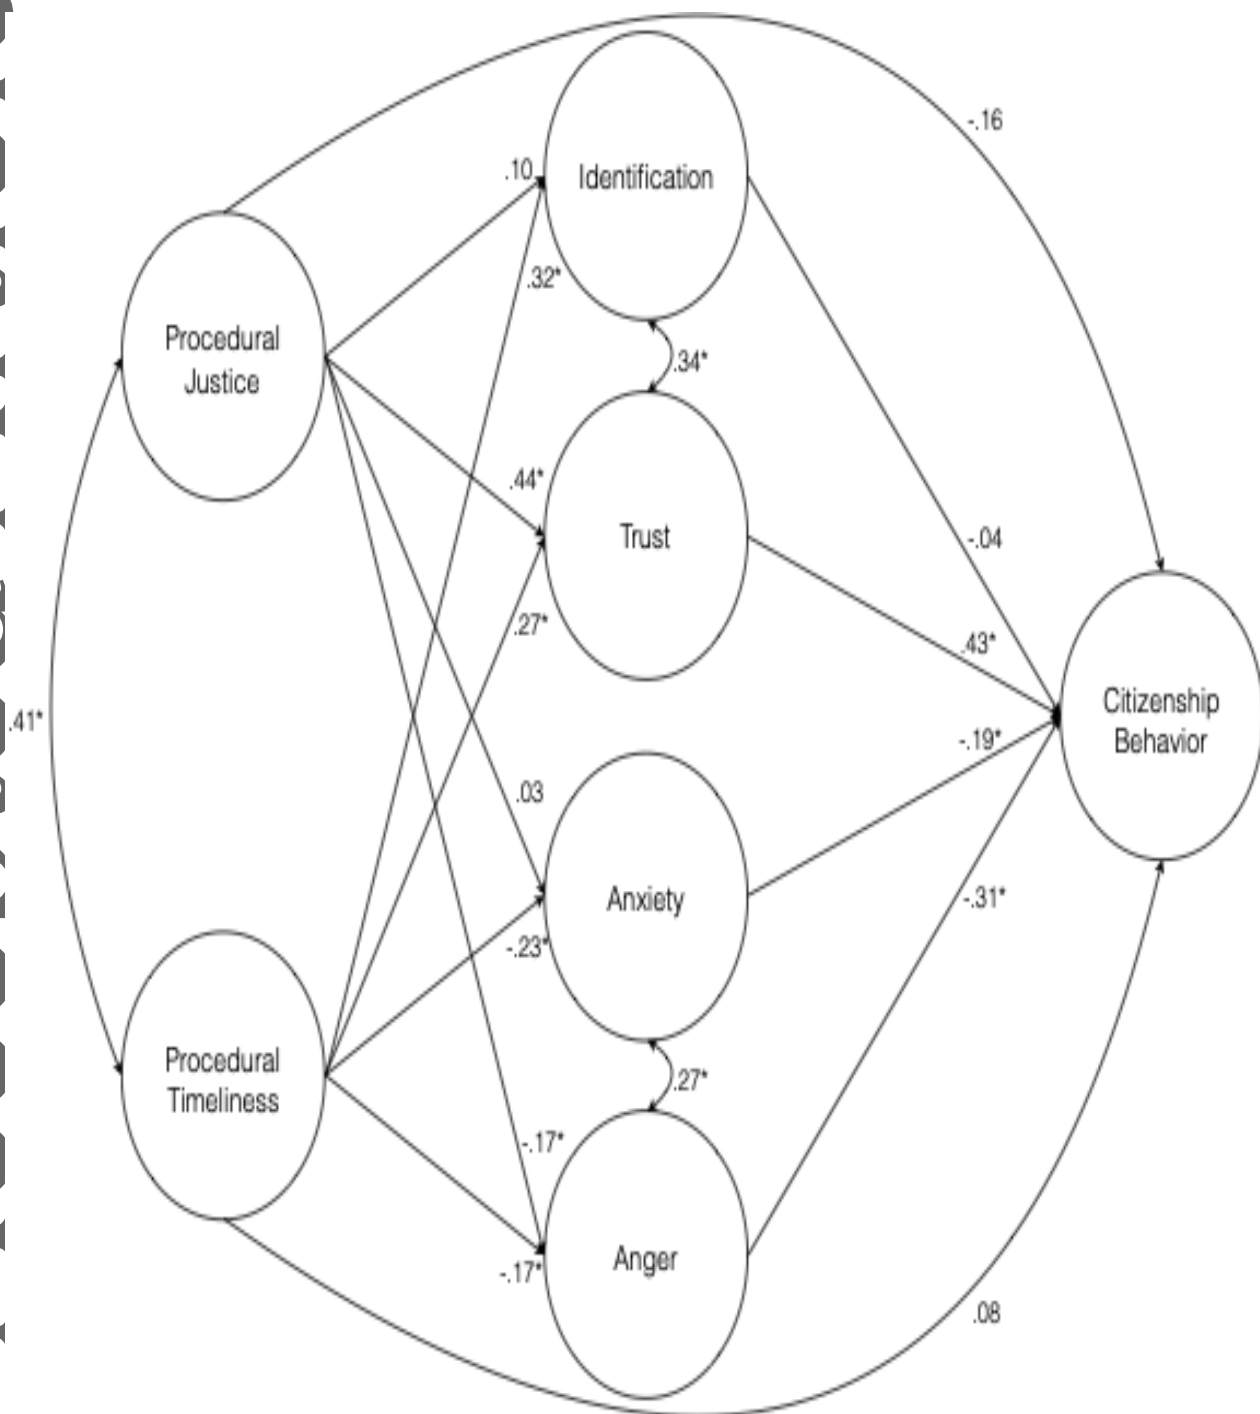 -.16
.10
Identification
.32*
Procedural
Justice
.34*
.44*
Trust
-.04
.27*
.43*
Citizenship
Behavior
.41*
-.19*
.03
Anxiety
-.31*
-.23*
Procedural
Timeliness
.27*
-.17*
Anger
-.17*
.08